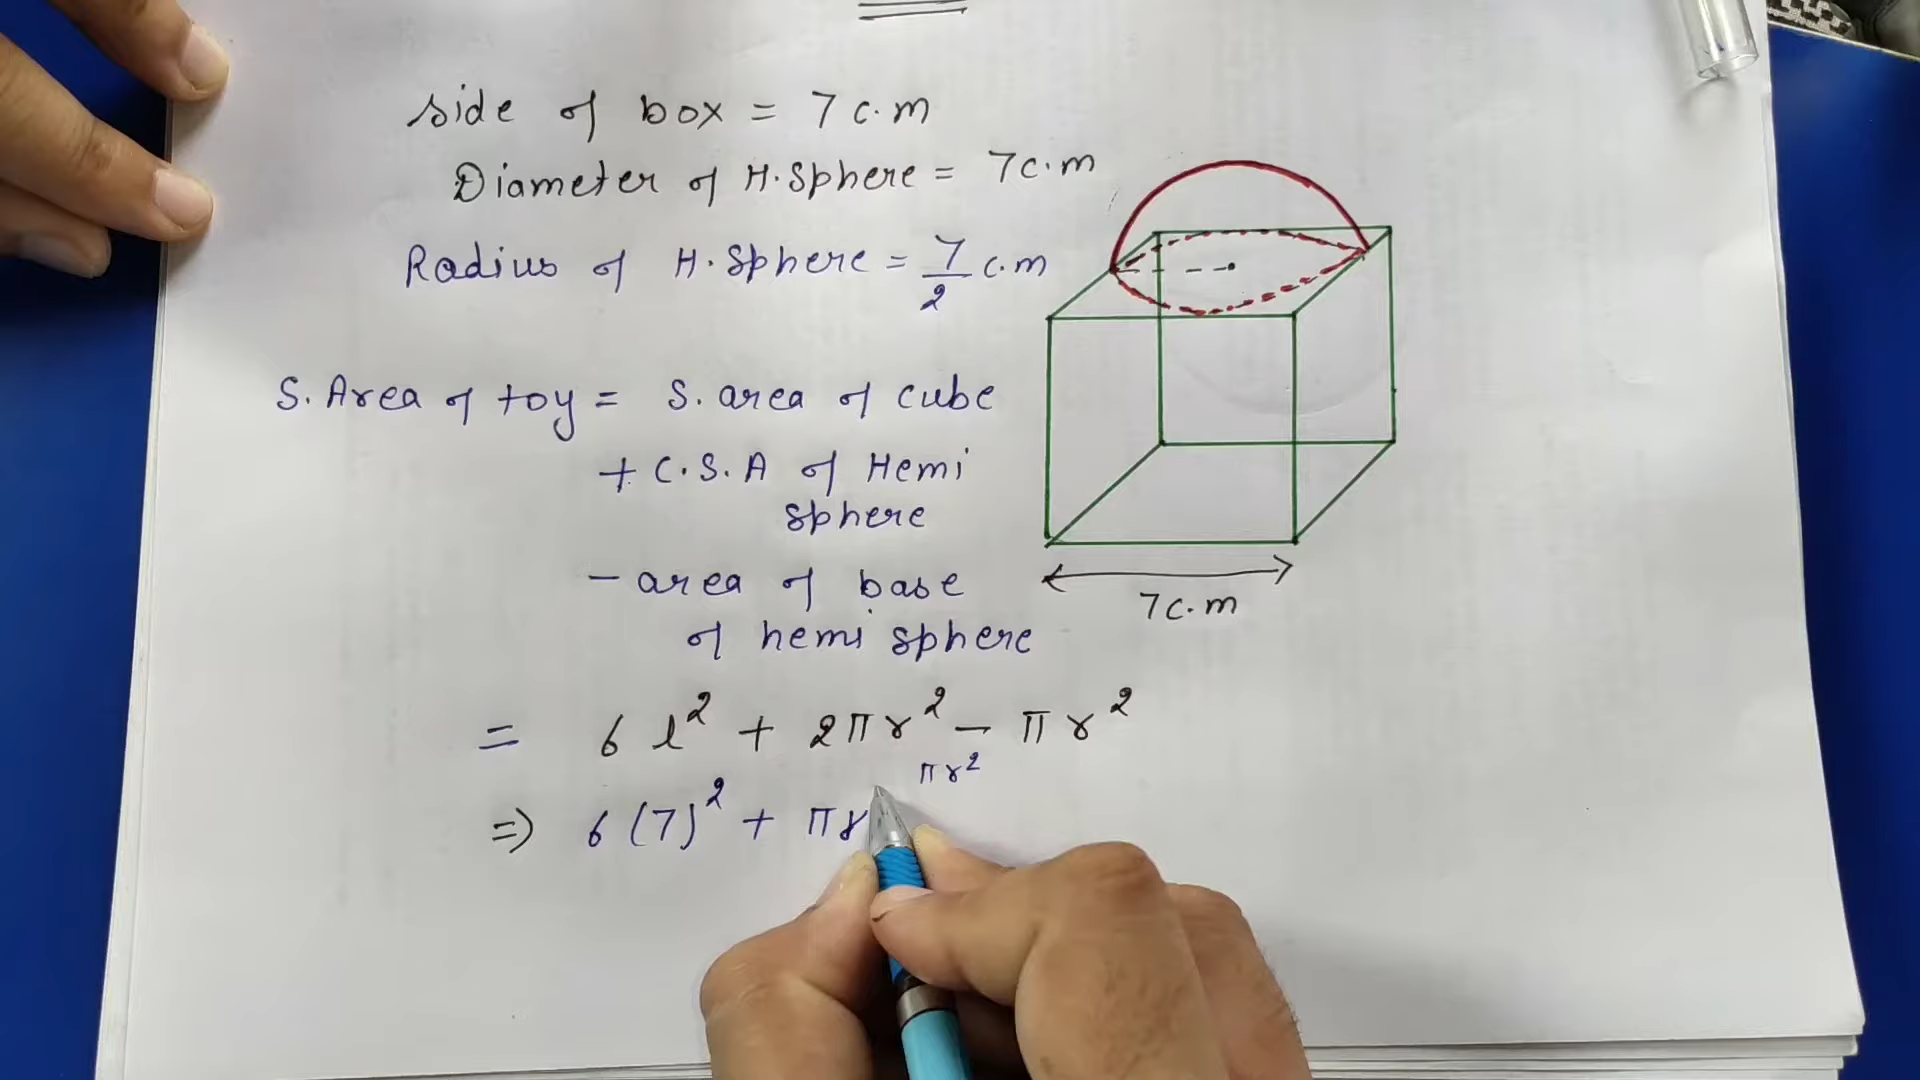 side of box = 7 c.m
Diameter of H.Sphere = 7c.m
Radius of H.Sphere = 7/2 c.m
S. Area of toy = S. area of cube
+ C.S.A of Hemi
sphere
- area of base
of hemi sphere
= 6 l² + 2πr² - πr²
πr²
⇒ 6(7)² + πr
7c.m